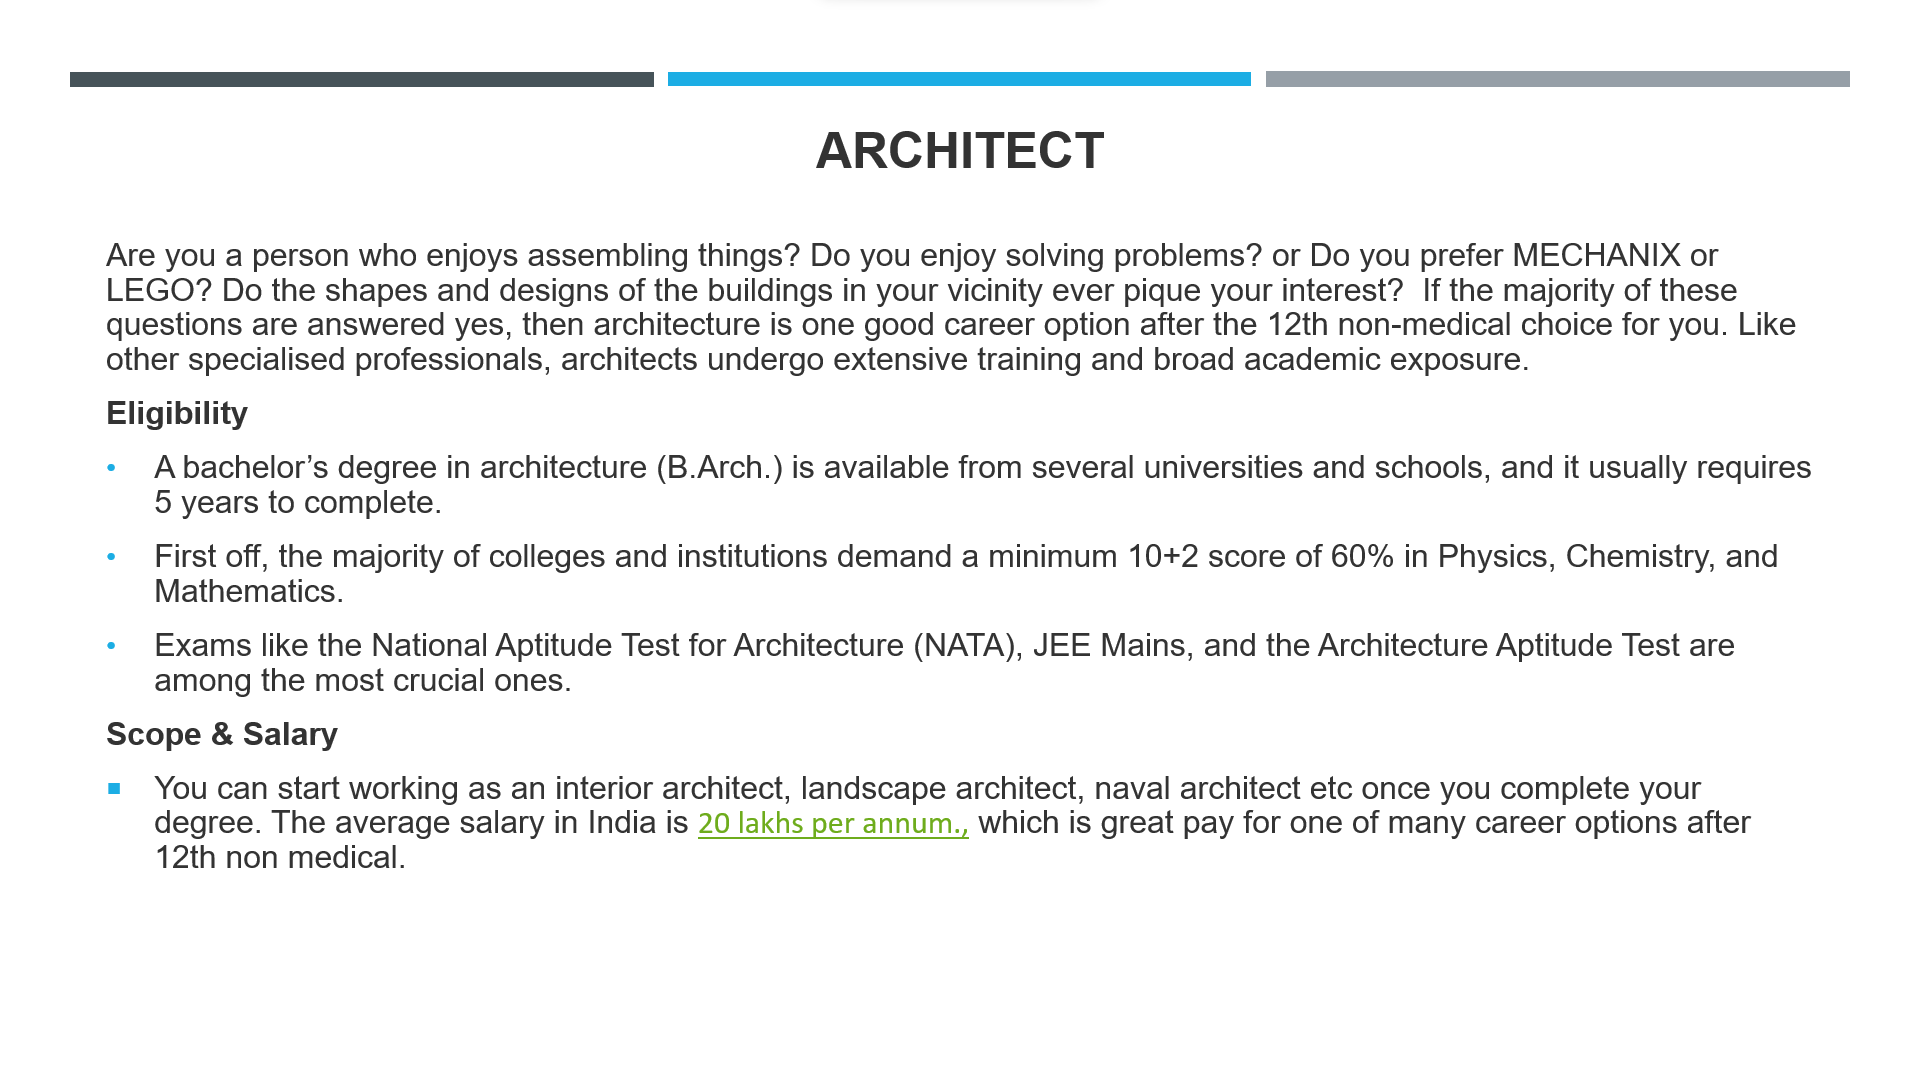 ARCHITECT
Are you a person who enjoys assembling things? Do you enjoy solving problems? or Do you prefer MECHANIX or
LEGO? Do the shapes and designs of the buildings in your vicinity ever pique your interest?  If the majority of these
questions are answered yes, then architecture is one good career option after the 12th non-medical choice for you. Like
other specialised professionals, architects undergo extensive training and broad academic exposure.
Eligibility
• A bachelor’s degree in architecture (B.Arch.) is available from several universities and schools, and it usually requires
5 years to complete.
• First off, the majority of colleges and institutions demand a minimum 10+2 score of 60% in Physics, Chemistry, and
Mathematics.
• Exams like the National Aptitude Test for Architecture (NATA), JEE Mains, and the Architecture Aptitude Test are
among the most crucial ones.
Scope & Salary
▪ You can start working as an interior architect, landscape architect, naval architect etc once you complete your
degree. The average salary in India is 20 lakhs per annum., which is great pay for one of many career options after
12th non medical.